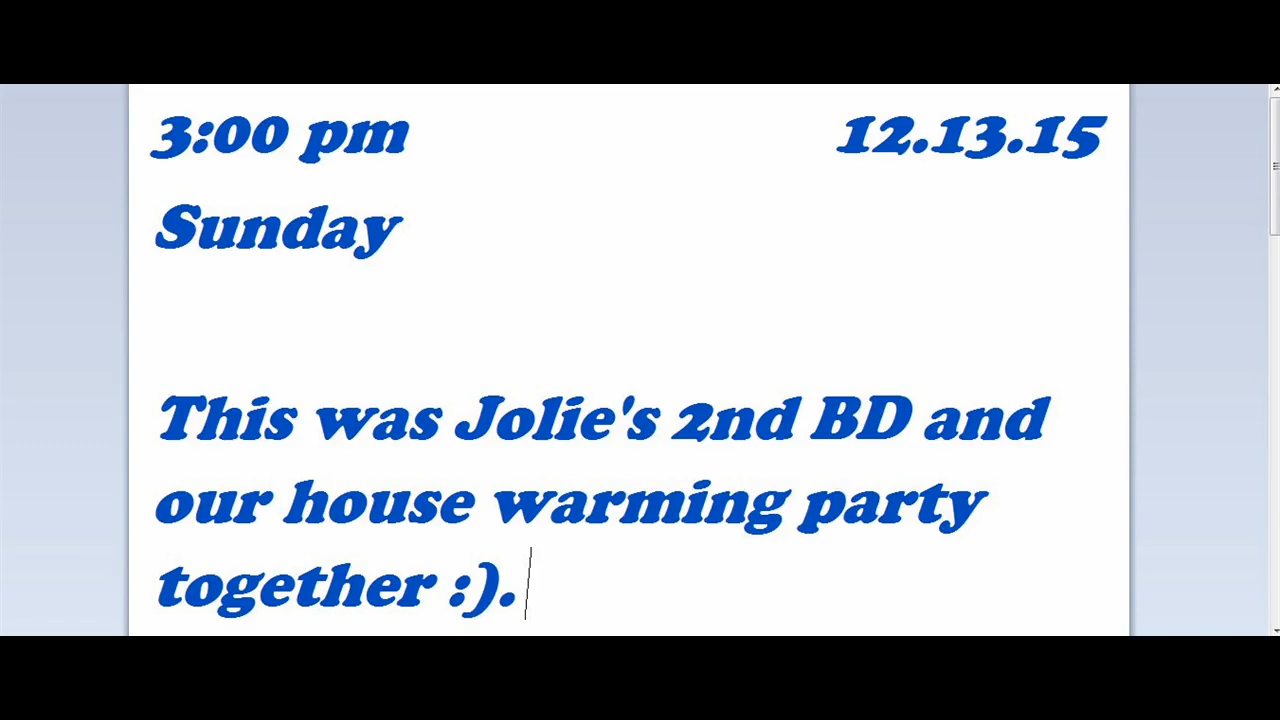 3:00 pm 12.13.15
Sunday
This was Jolie's 2nd BD and
our house warming party
together :).